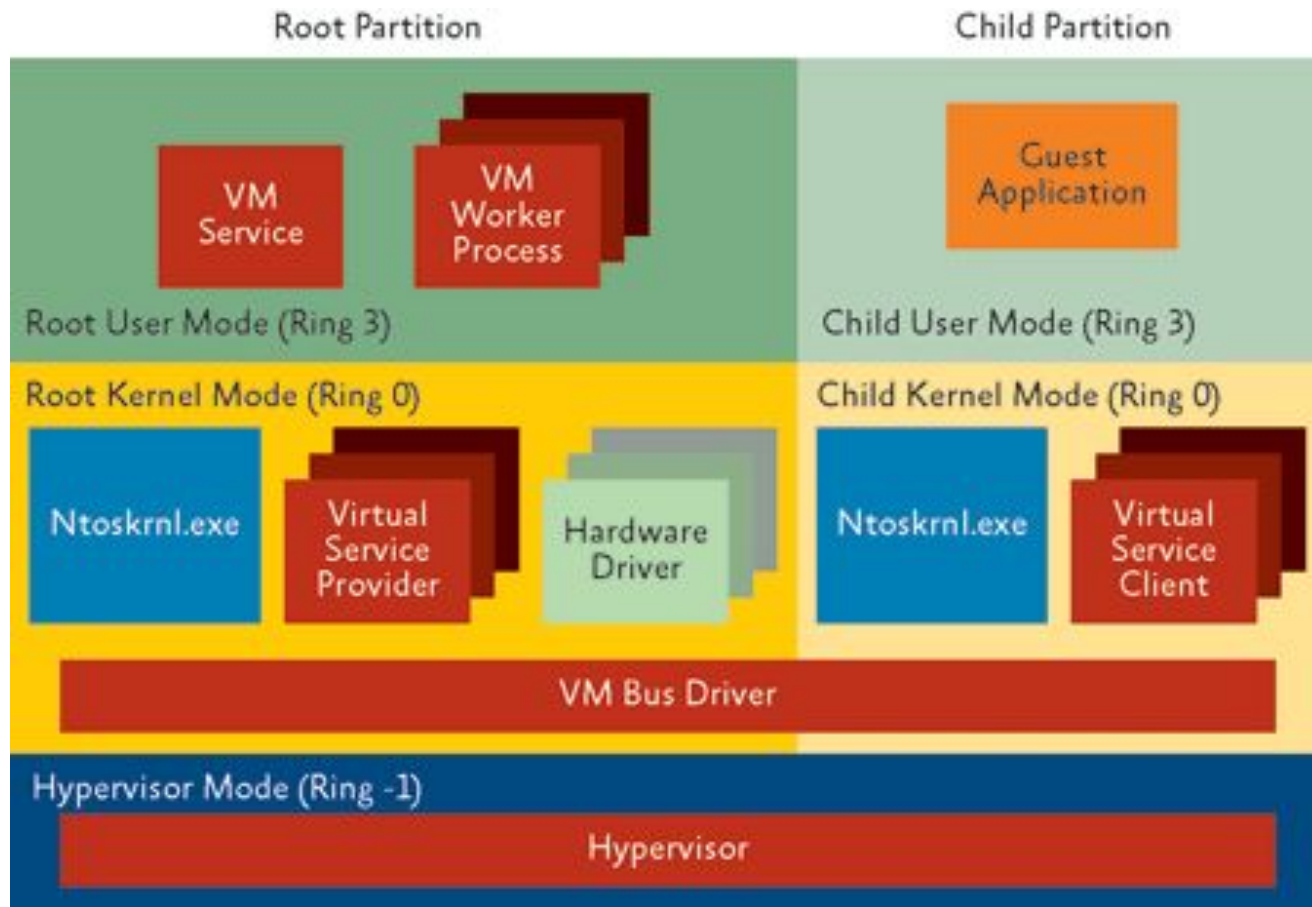 Root Partition
Child Partition
VM
Service
VM
Worker
Process
Guest
Application
Root User Mode (Ring 3)
Child User Mode (Ring 3)
Root Kernel Mode (Ring 0)
Child Kernel Mode (Ring 0)
Ntoskrnl.exe
Virtual
Service
Provider
Hardware
Driver
Ntoskrnl.exe
Virtual
Service
Client
VM Bus Driver
Hypervisor Mode (Ring -1)
Hypervisor